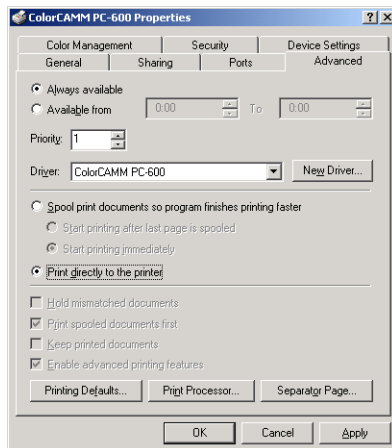 ColorCAMM PC-600 Properties
Color Management Security Device Settings
General Sharing Ports Advanced
Always available
Available from 0:00 To 0:00
Priority: 1
Driver: ColorCAMM PC-600 New Driver...
Spool print documents so program finishes printing faster
Start printing after last page is spooled
Start printing immediately
Print directly to the printer
Hold mismatched documents
Print spooled documents first
Keep printed documents
Enable advanced printing features
Printing Defaults... Print Processor... Separator Page...
OK Cancel Apply